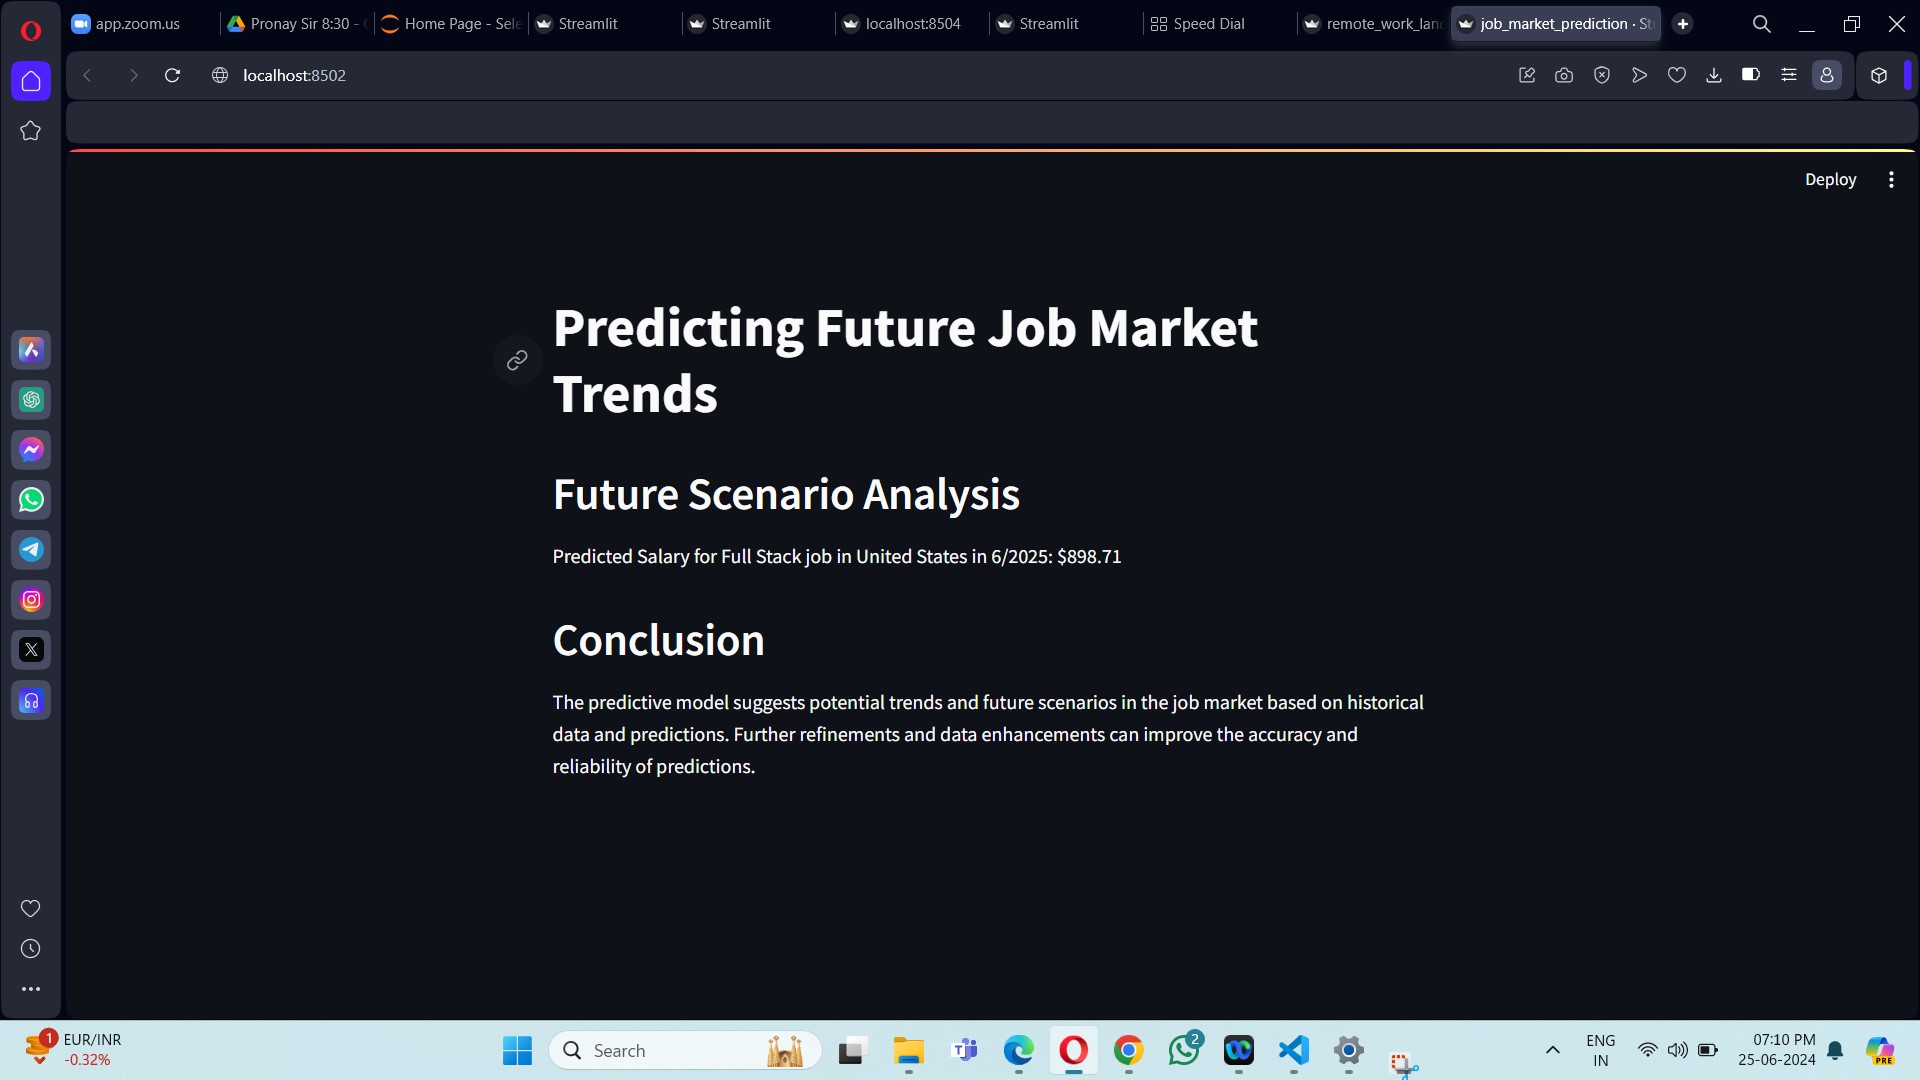 app.zoom.us
Pronay Sir 8:30 -
Home Page - Sele
Streamlit
Streamlit
localhost:8504
Streamlit
Speed Dial
remote_work_lan
job_market_prediction · St
localhost:8502
Deploy
Predicting Future Job Market
Trends
Future Scenario Analysis
Predicted Salary for Full Stack job in United States in 6/2025: $898.71
Conclusion
The predictive model suggests potential trends and future scenarios in the job market based on historical
data and predictions. Further refinements and data enhancements can improve the accuracy and
reliability of predictions.
1
EUR/INR
-0.32%
Search
2
ENG
IN
07:10 PM
25-06-2024
PRE